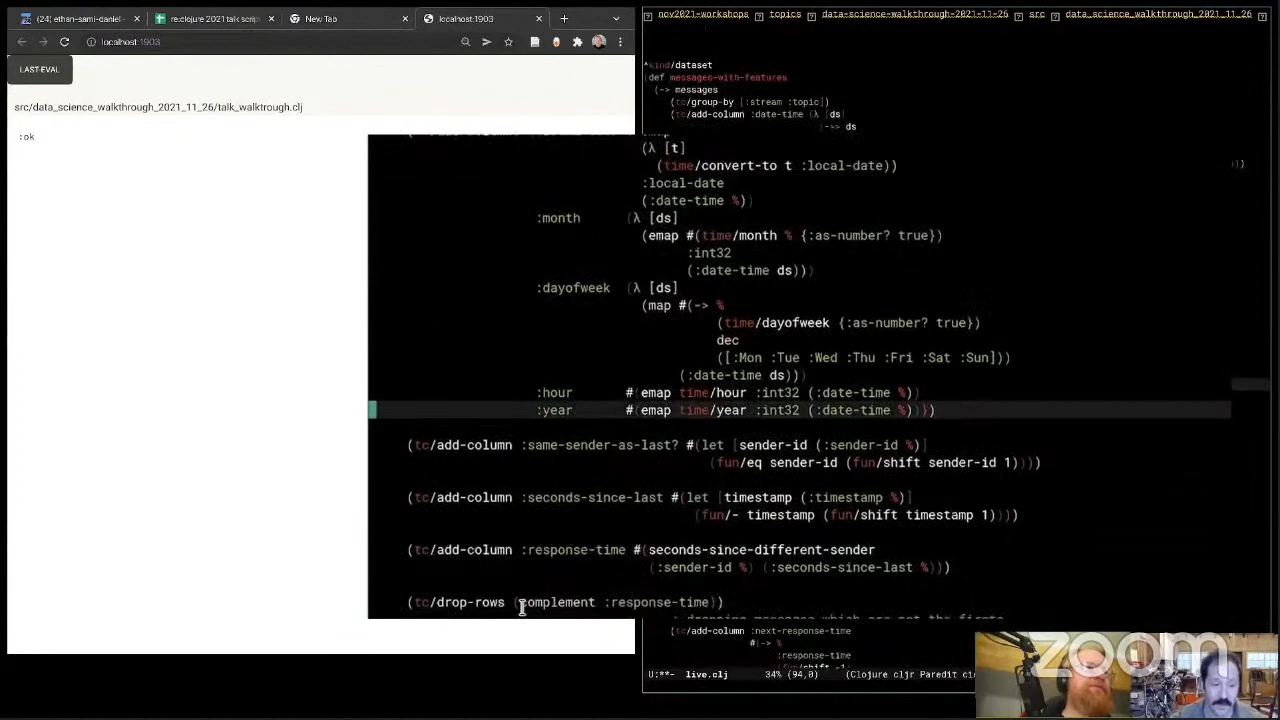 (24) ethan-sami-daniel -
re:clojure 2021 talk scrip
New Tab
localhost:1903
localhost:1903
LAST-EVAL
src/data_science_walkthrough_2021_11_26/talk_walktrough.clj
:ok
nov2021-workshops topics data-science-walkthrough-2021-11-26 src data_science_walkthrough_2021_11_26
^kind/dataset
(def messages-with-features
(-> messages
(tc/group-by [:stream :topic])
(tc/add-column :date-time (λ [ds]
(->> ds
(λ [t]
(time/convert-to t :local-date))
:local-date
(:date-time %))
:month (λ [ds]
(emap #(time/month % {:as-number? true})
:int32
(:date-time ds)))
:dayofweek (λ [ds]
(map #(-> %
(time/dayofweek {:as-number? true})
dec
([:Mon :Tue :Wed :Thu :Fri :Sat :Sun]))
(:date-time ds)))
:hour #(emap time/hour :int32 (:date-time %))
:year #(emap time/year :int32 (:date-time %))})
(tc/add-column :same-sender-as-last? #(let [sender-id (:sender-id %)]
(fun/eq sender-id (fun/shift sender-id 1))))
(tc/add-column :seconds-since-last #(let [timestamp (:timestamp %)]
(fun/- timestamp (fun/shift timestamp 1))))
(tc/add-column :response-time #(seconds-since-different-sender
(:sender-id %) (:seconds-since-last %)))
(tc/drop-rows (complement :response-time))
(tc/add-column :next-response-time
#(-> %
:response-time
(fun/shift -1)
U:**- live.clj 34% (94,0) (Clojure cljr Paredit
zoom